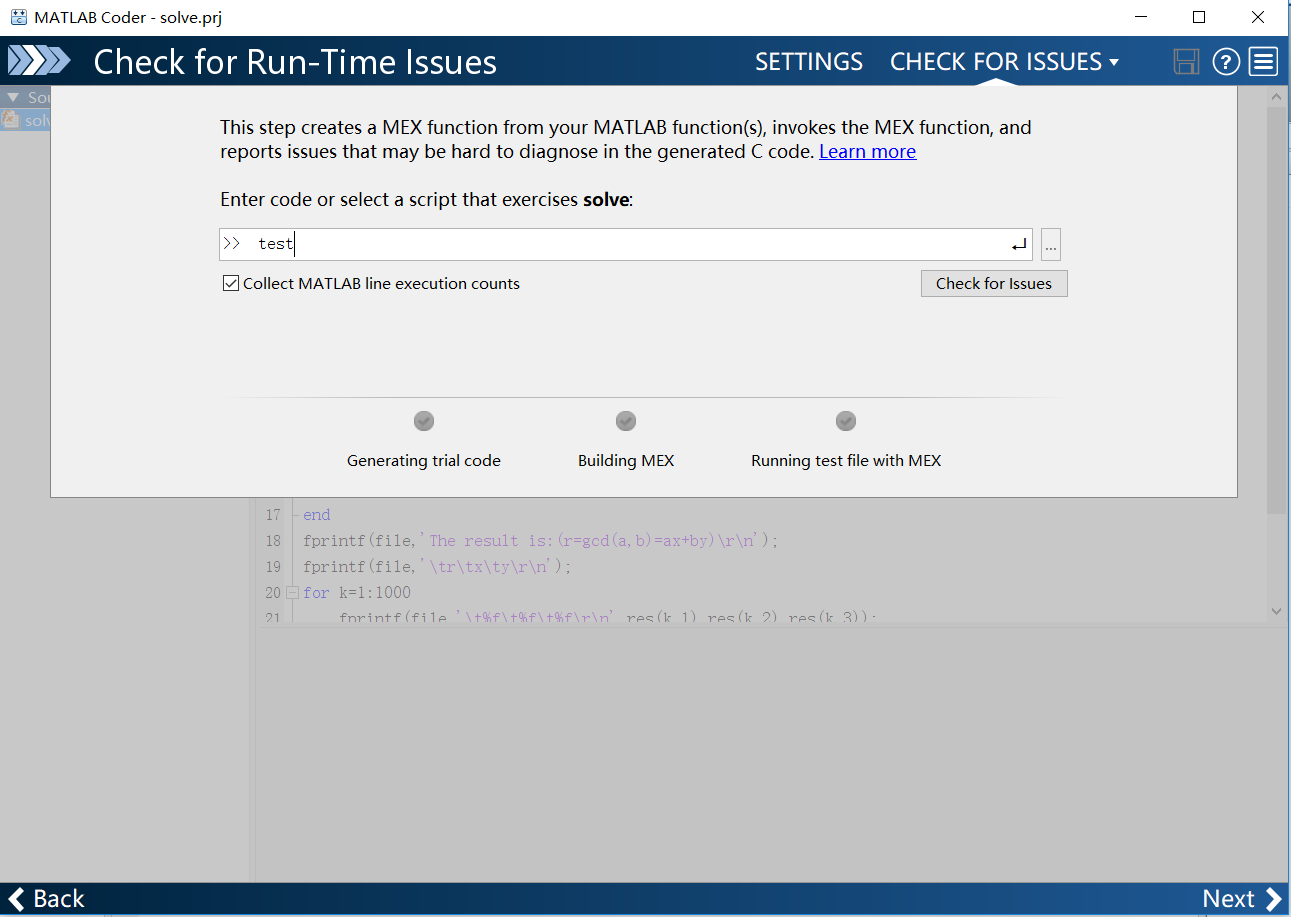 MATLAB Coder - solve.prj
Check for Run-Time Issues
SETTINGS
CHECK FOR ISSUES
?
This step creates a MEX function from your MATLAB function(s), invokes the MEX function, and
reports issues that may be hard to diagnose in the generated C code. Learn more
Enter code or select a script that exercises solve:
>> test
...
Collect MATLAB line execution counts
Check for Issues
Generating trial code
Building MEX
Running test file with MEX
17 end
18 fprintf(file,'The result is:(r=gcd(a,b)=ax+by)\r\n');
19 fprintf(file,'\tr\tx\ty\r\n');
20 for k=1:1000
21 fprintf(file,'\t%f\t%f\t%f\r\n',res(k,1),res(k,2),res(k,3));
Back
Next